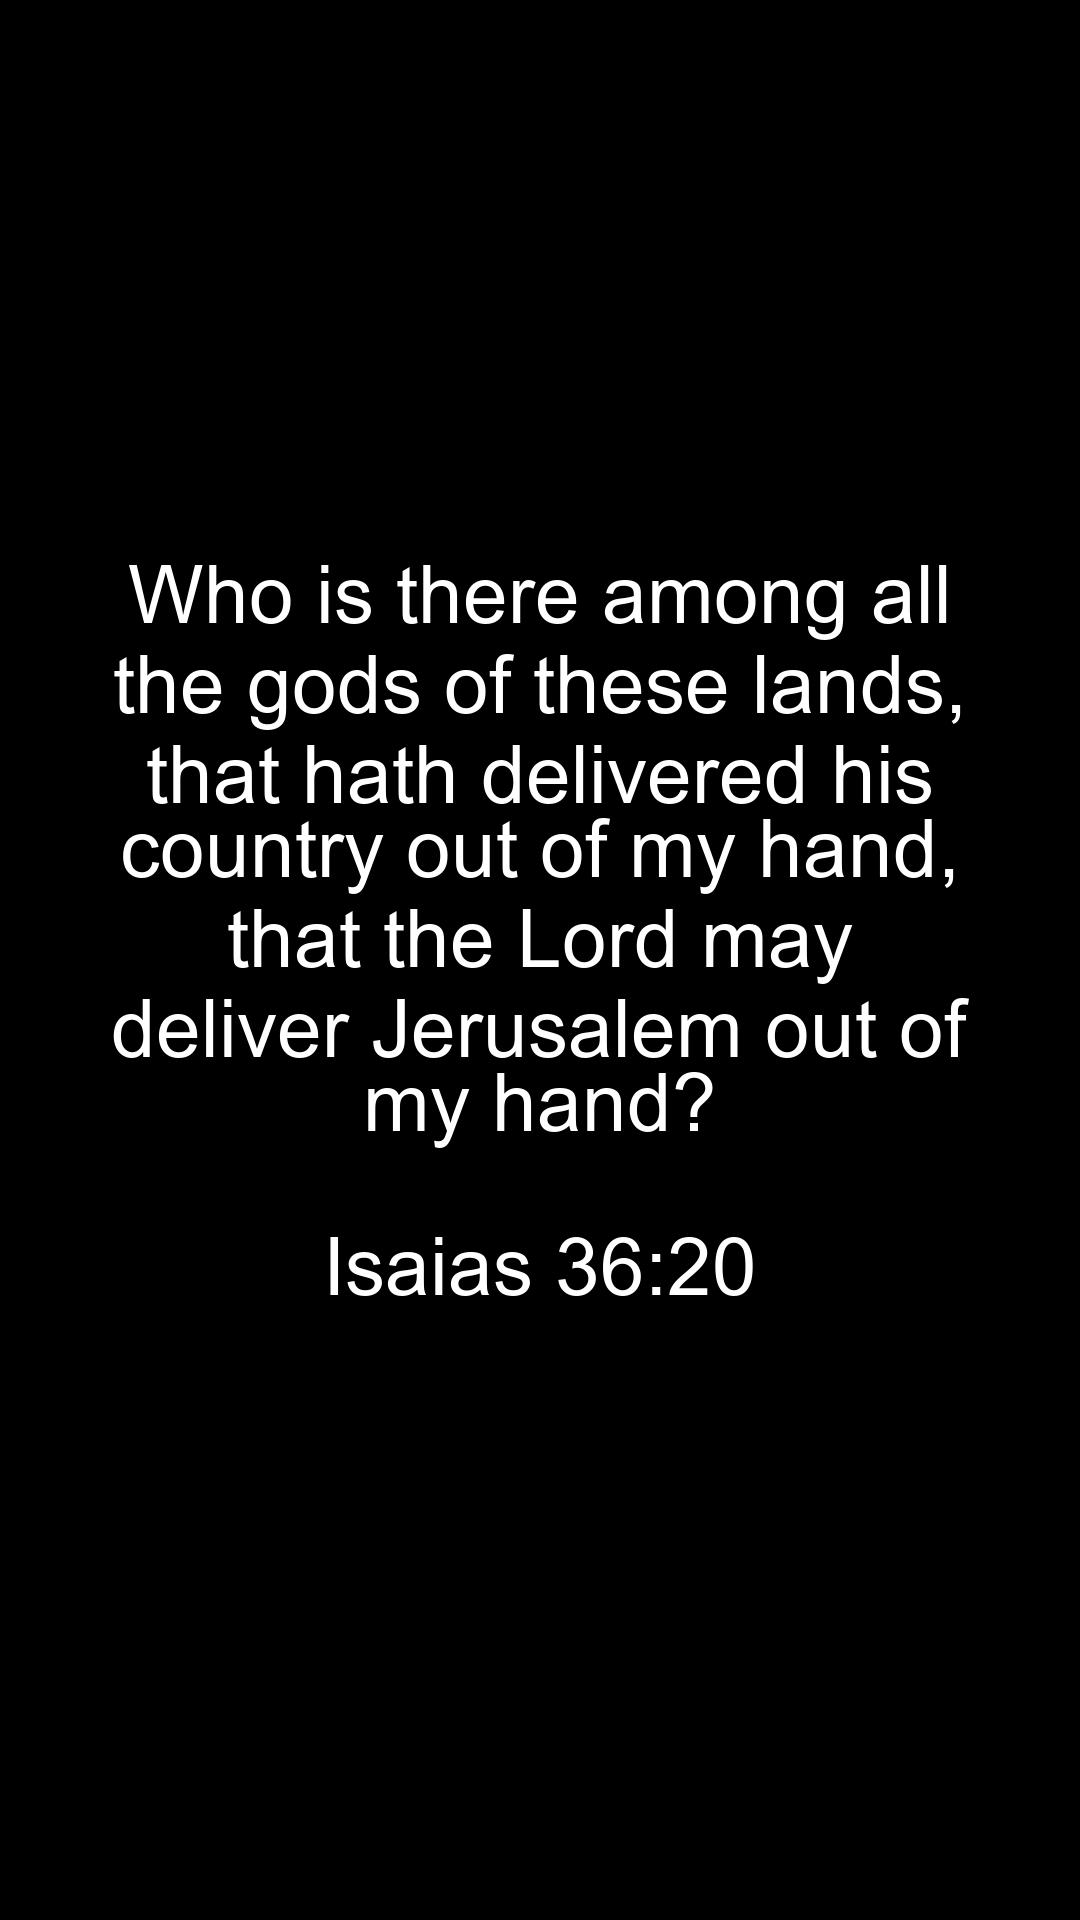 Who is there among all
the gods of these lands,
that hath delivered his
country out of my hand,
that the Lord may
deliver Jerusalem out of
my hand?
Isaias 36:20